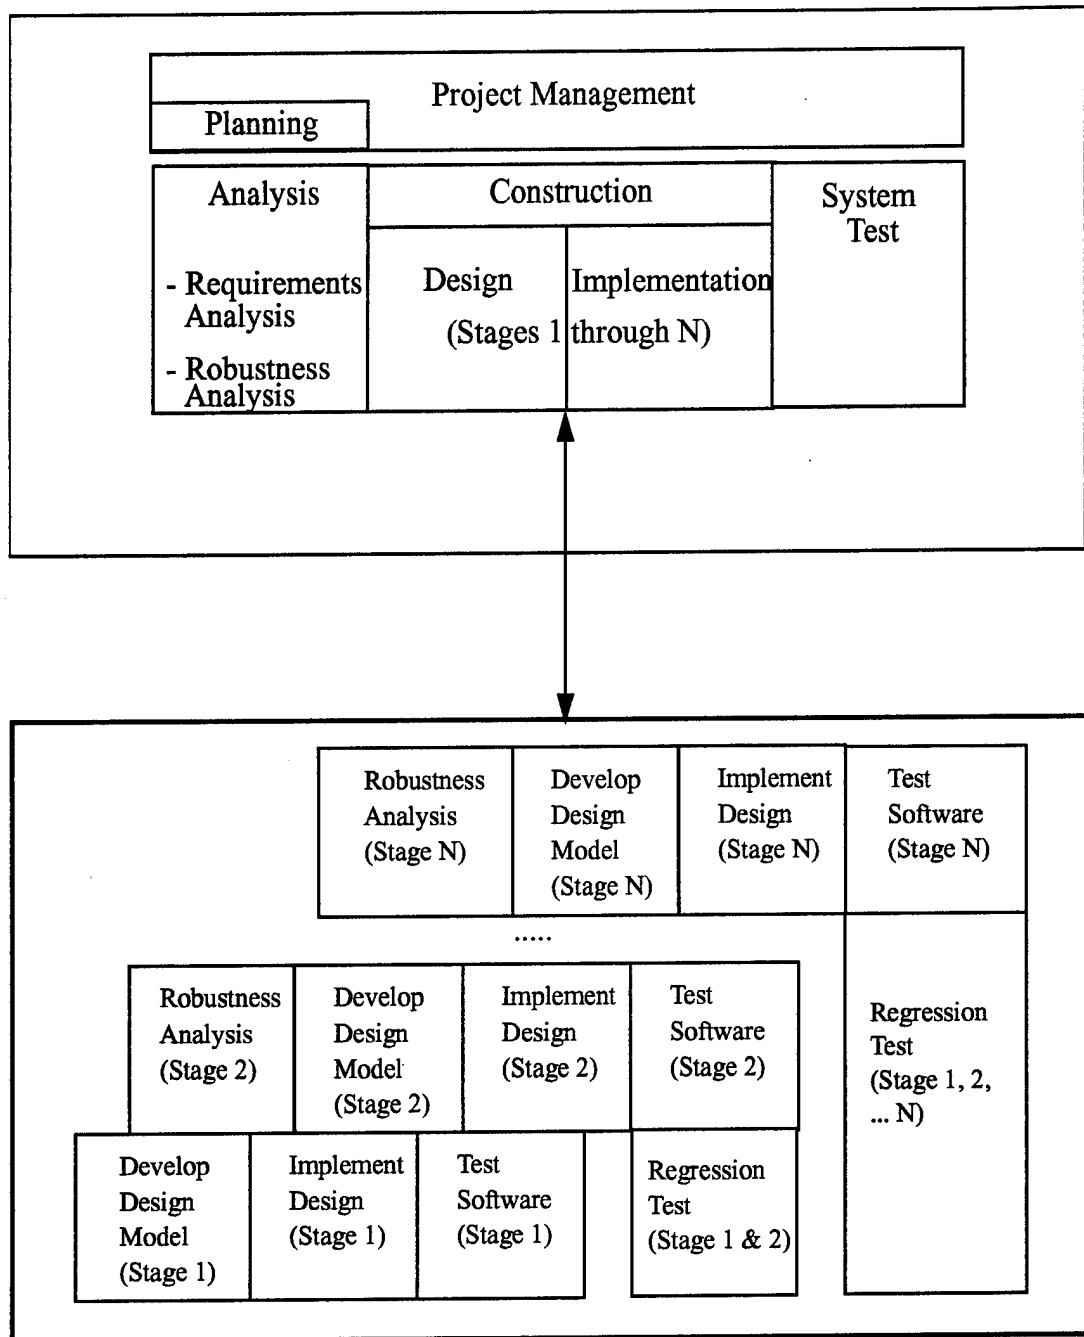 Project Management
Planning
Analysis
- Requirements
Analysis
- Robustness
Analysis
Construction
Design
Implementation
(Stages 1 through N)
System
Test
Robustness
Analysis
(Stage N)
Develop
Design
Model
(Stage N)
Implement
Design
(Stage N)
Test
Software
(Stage N)
.....
Robustness
Analysis
(Stage 2)
Develop
Design
Model
(Stage 2)
Implement
Design
(Stage 2)
Test
Software
(Stage 2)
Regression
Test
(Stage 1, 2,
... N)
Develop
Design
Model
(Stage 1)
Implement
Design
(Stage 1)
Test
Software
(Stage 1)
Regression
Test
(Stage 1 & 2)